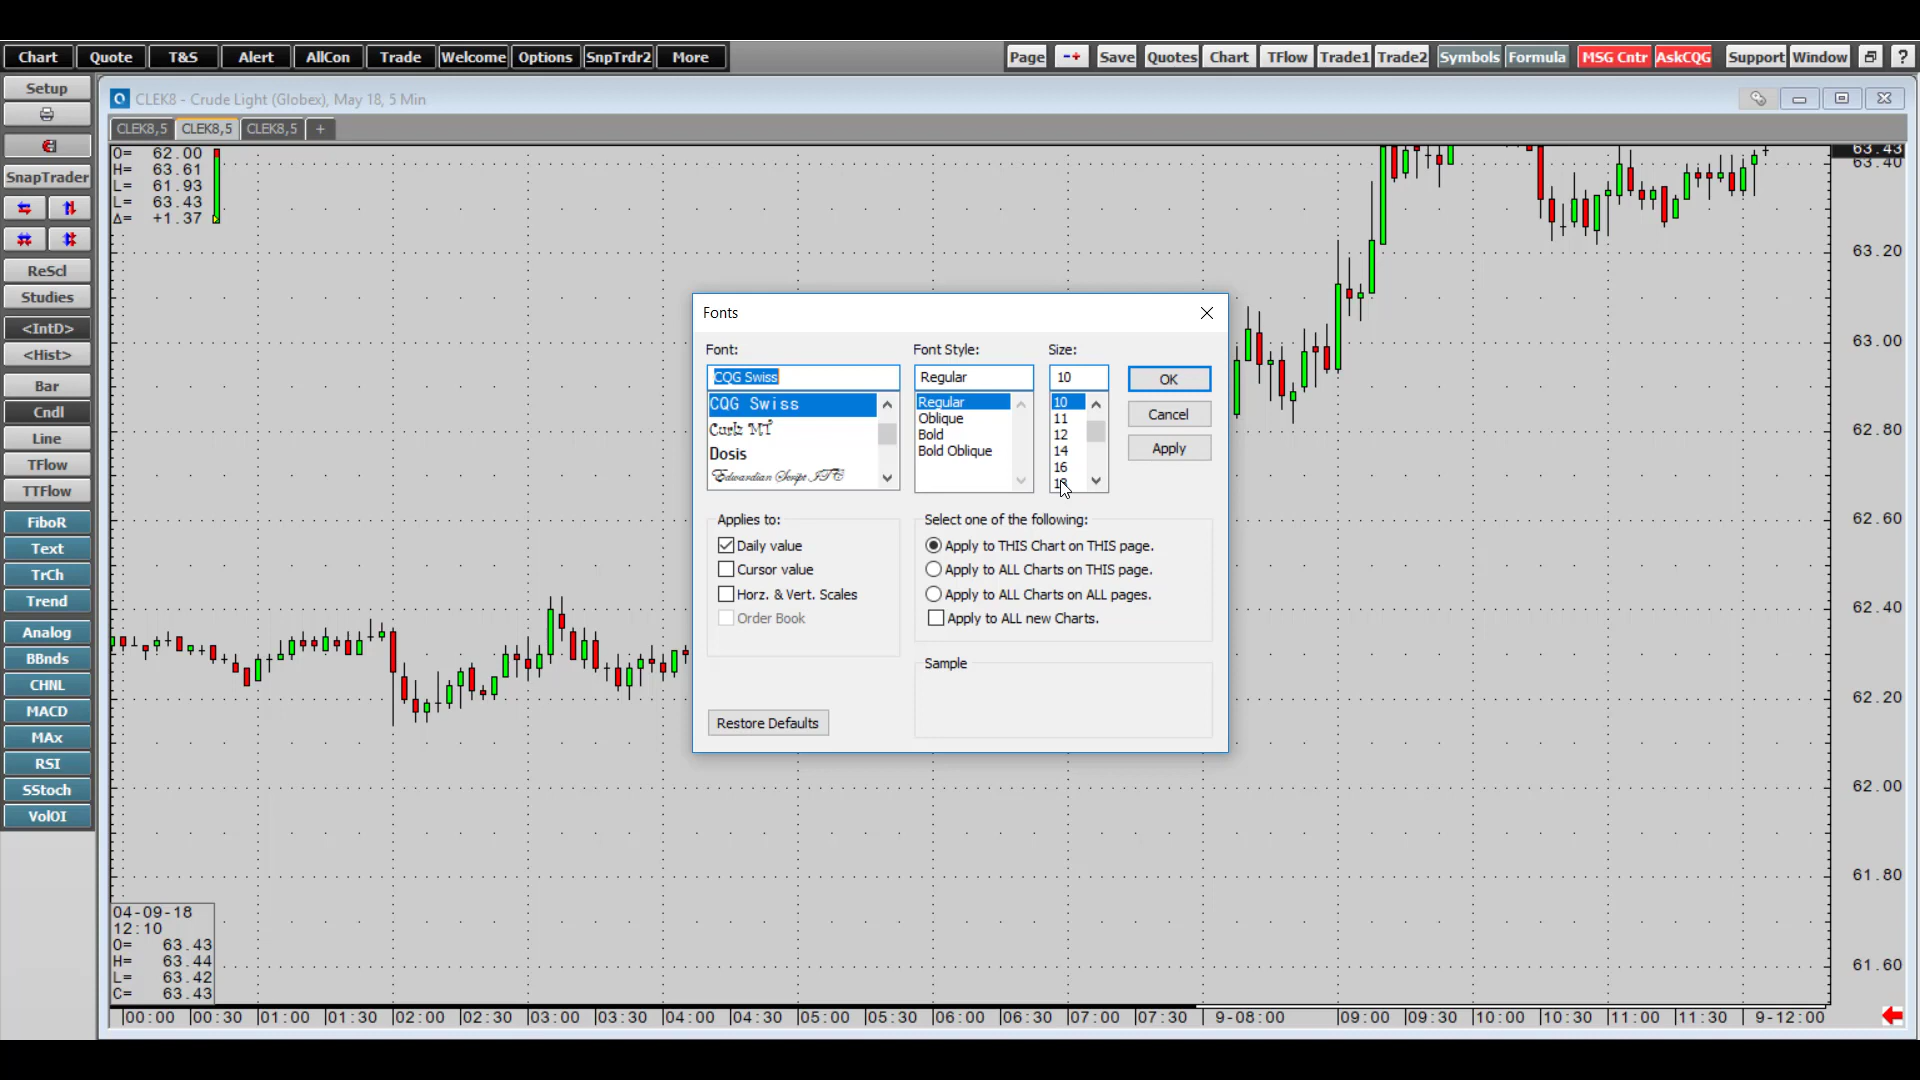 Chart Quote T&S Alert AllCon Trade Welcome Options SnpTrdr2 More Page -+ Save Quotes Chart TFlow Trade1 Trade2 Symbols Formula MSG Cntr AskCQG Support Window ?
Setup
SnapTrader
ReScl
Studies
<IntD>
<Hist>
Bar
Cndl
Line
TFlow
TTFlow
FiboR
Text
TrCh
Trend
Analog
BBnds
CHNL
MACD
MAx
RSI
SStoch
VolOI
CLEK8 - Crude Light (Globex), May 18, 5 Min
CLEK8,5 CLEK8,5 CLEK8,5 +
O= 62.00
H= 63.61
L= 61.93
L= 63.43
Δ= +1.37
63.43
63.40
63.20
63.00
62.80
62.60
62.40
62.20
62.00
61.80
61.60
Fonts
Font: Font Style: Size:
CQG Swiss Regular 10
OK
Cancel
Apply
CQG Swiss
Curlz MT
Dosis
Edwardian Script ITC
Regular
Oblique
Bold
Bold Oblique
10
11
12
14
16
Applies to:
Daily value
Cursor value
Horz. & Vert. Scales
Order Book
Select one of the following:
Apply to THIS Chart on THIS page.
Apply to ALL Charts on THIS page.
Apply to ALL Charts on ALL pages.
Apply to ALL new Charts.
Sample
Restore Defaults
04-09-18
12:10
O= 63.43
H= 63.44
L= 63.42
C= 63.43
00:00 00:30 01:00 01:30 02:00 02:30 03:00 03:30 04:00 04:30 05:00 05:30 06:00 06:30 07:00 07:30 9-08:00 09:00 09:30 10:00 10:30 11:00 11:30 9-12:00